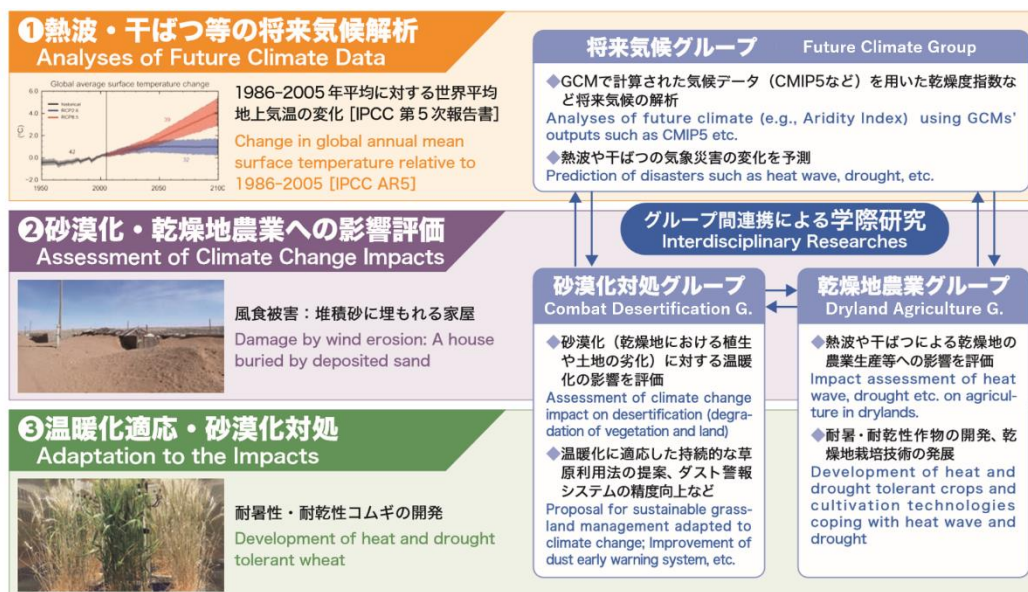 ❶熱波・干ばつ等の将来気候解析
Analyses of Future Climate Data
Global average surface temperature change
6.0
4.0
2.0
0.0
−2.0
(°C)
historical
RCP2.6
RCP8.5
39
42
32
1950
2000
2050
2100
1986-2005年平均に対する世界平均
地上気温の変化 [IPCC 第5次報告書]
Change in global annual mean
surface temperature relative to
1986-2005 [IPCC AR5]
将来気候グループ Future Climate Group
◆GCMで計算された気候データ（CMIP5など）を用いた乾燥度指数な
ど将来気候の解析
Analyses of future climate (e.g., Aridity Index) using GCMs'
outputs such as CMIP5 etc.
◆熱波や干ばつの気象災害の変化を予測
Prediction of disasters such as heat wave, drought, etc.
グループ間連携による学際研究
Interdisciplinary Researches
❷砂漠化・乾燥地農業への影響評価
Assessment of Climate Change Impacts
風食被害：堆積砂に埋もれる家屋
Damage by wind erosion: A house
buried by deposited sand
❸温暖化適応・砂漠化対処
Adaptation to the Impacts
耐暑性・耐乾性コムギの開発
Development of heat and drought
tolerant wheat
砂漠化対処グループ
Combat Desertification G.
◆砂漠化（乾燥地における植生
や土地の劣化）に対する温暖
化の影響を評価
Assessment of climate change
impact on desertification (degra-
dation of vegetation and land)
◆温暖化に適応した持続的な草
原利用法の提案、ダスト警報
システムの精度向上など
Proposal for sustainable grass-
land management adapted to
climate change; Improvement of
dust early warning system, etc.
乾燥地農業グループ
Dryland Agriculture G.
◆熱波や干ばつによる乾燥地の
農業生産等への影響を評価
Impact assessment of heat
wave, drought etc. on agricul-
ture in drylands.
◆耐暑・耐乾性作物の開発、乾
燥地栽培技術の発展
Development of heat and
drought tolerant crops and
cultivation technologies
coping with heat wave and
drought